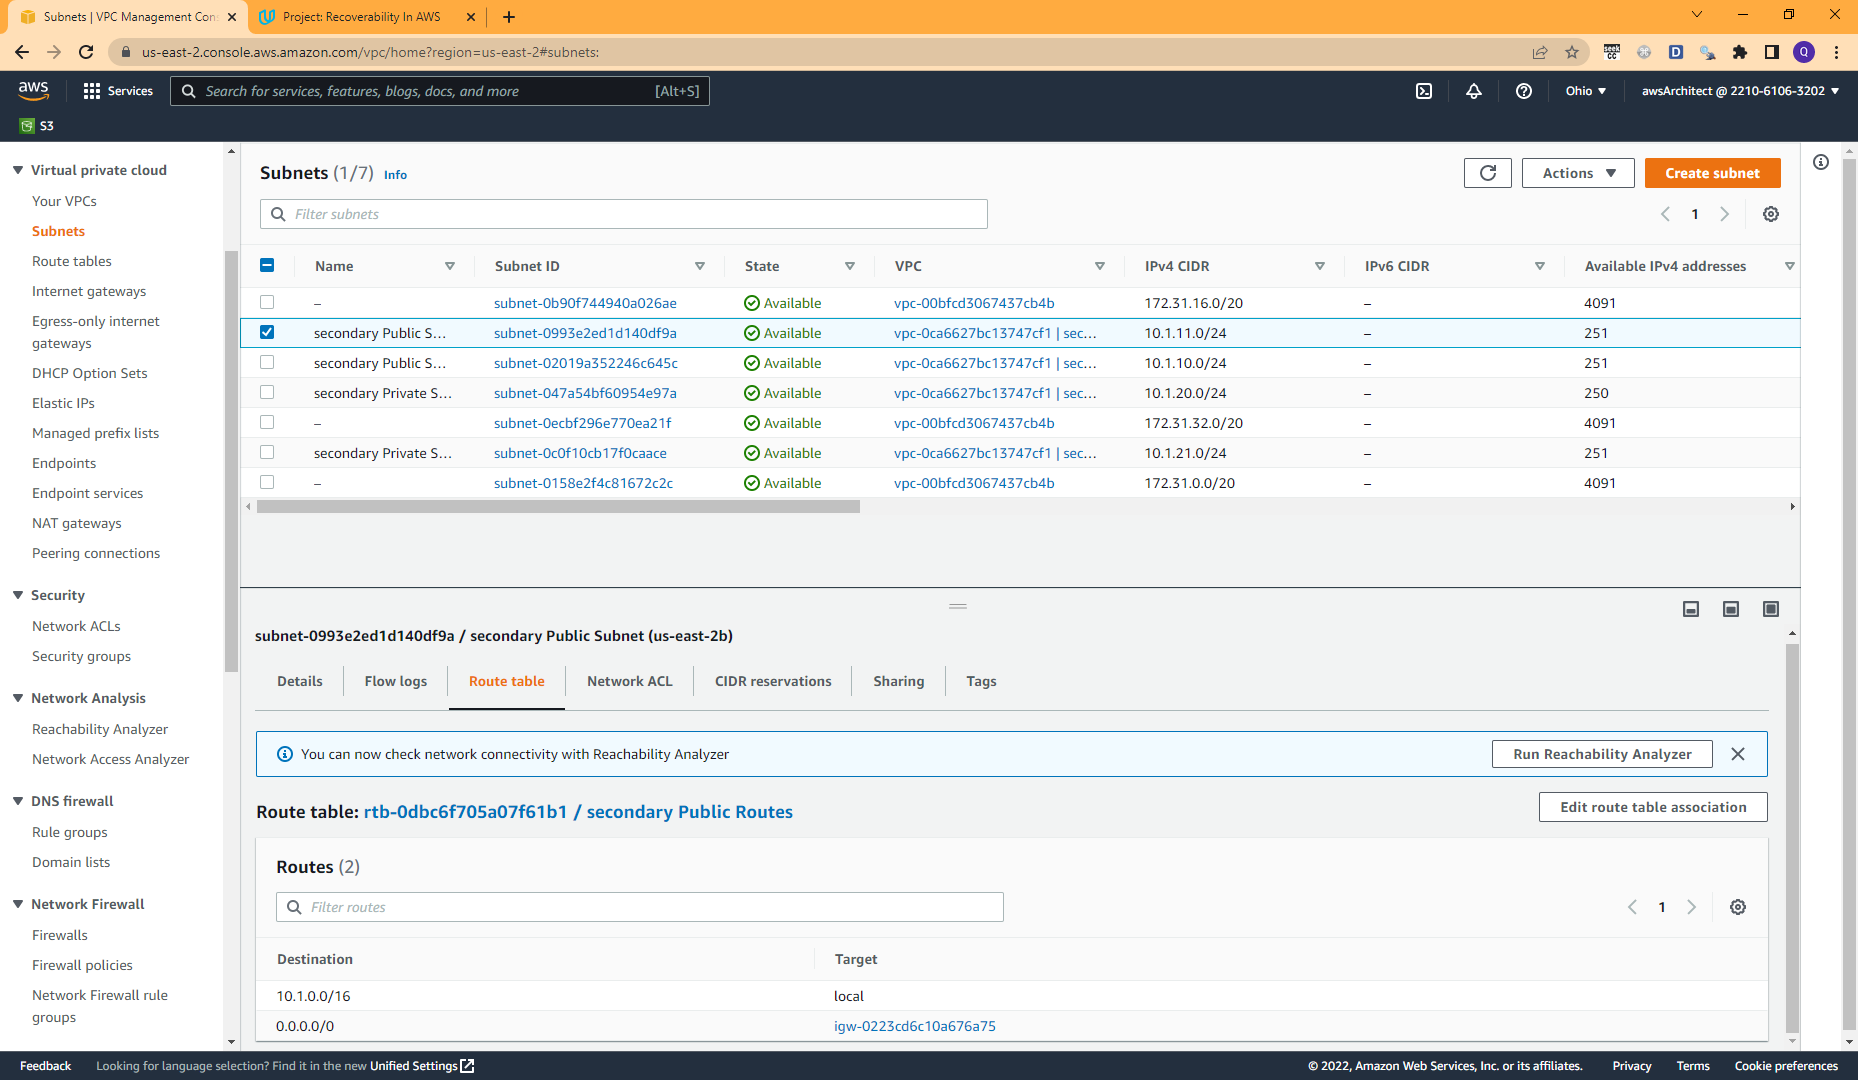 Subnets | VPC Management Con
Project: Recoverability In AWS
us-east-2.console.aws.amazon.com/vpc/home?region=us-east-2#subnets:
seek CC
D
Q
aws
Services
Search for services, features, blogs, docs, and more
[Alt+S]
Ohio
awsArchitect @ 2210-6106-3202
S3
Virtual private cloud
Your VPCs
Subnets
Route tables
Internet gateways
Egress-only internet
gateways
DHCP Option Sets
Elastic IPs
Managed prefix lists
Endpoints
Endpoint services
NAT gateways
Peering connections
Security
Network ACLs
Security groups
Network Analysis
Reachability Analyzer
Network Access Analyzer
DNS firewall
Rule groups
Domain lists
Network Firewall
Firewalls
Firewall policies
Network Firewall rule
groups
Subnets (1/7) Info
Actions
Create subnet
Filter subnets
1
Name Subnet ID State VPC IPv4 CIDR IPv6 CIDR Available IPv4 addresses
– subnet-0b90f744940a026ae Available vpc-00bfcd3067437cb4b 172.31.16.0/20 – 4091
secondary Public S... subnet-0993e2ed1d140df9a Available vpc-0ca6627bc13747cf1 | sec... 10.1.11.0/24 – 251
secondary Public S... subnet-02019a352246c645c Available vpc-0ca6627bc13747cf1 | sec... 10.1.10.0/24 – 251
secondary Private S... subnet-047a54bf60954e97a Available vpc-0ca6627bc13747cf1 | sec... 10.1.20.0/24 – 250
– subnet-0ecbf296e770ea21f Available vpc-00bfcd3067437cb4b 172.31.32.0/20 – 4091
secondary Private S... subnet-0c0f10cb17f0caace Available vpc-0ca6627bc13747cf1 | sec... 10.1.21.0/24 – 251
– subnet-0158e2f4c81672c2c Available vpc-00bfcd3067437cb4b 172.31.0.0/20 – 4091
subnet-0993e2ed1d140df9a / secondary Public Subnet (us-east-2b)
Details Flow logs Route table Network ACL CIDR reservations Sharing Tags
You can now check network connectivity with Reachability Analyzer
Run Reachability Analyzer
Route table: rtb-0dbc6f705a07f61b1 / secondary Public Routes
Edit route table association
Routes (2)
Filter routes
1
Destination Target
10.1.0.0/16 local
0.0.0.0/0 igw-0223cd6c10a676a75
Feedback
Looking for language selection? Find it in the new Unified Settings
© 2022, Amazon Web Services, Inc. or its affiliates.
Privacy
Terms
Cookie preferences